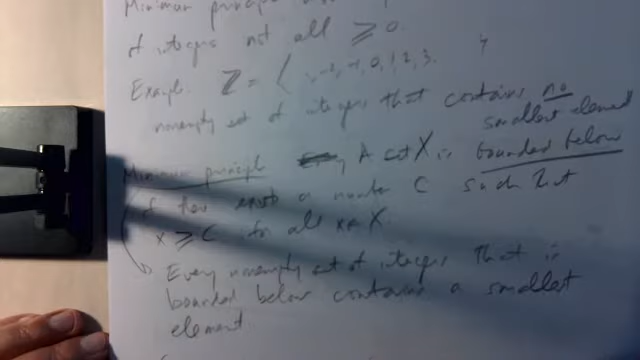 Minimum principle
of integers not all ≥ 0.
Example. ℤ = { , -2, -1, 0, 1, 2, 3.
nonempty set of integers that contains no
smallest element
Minimum principle A set X is bounded below
if there exists a number C such that
x ≥ C for all x ∈ X
Every nonempty set of integers that is
bounded below contains a smallest
element